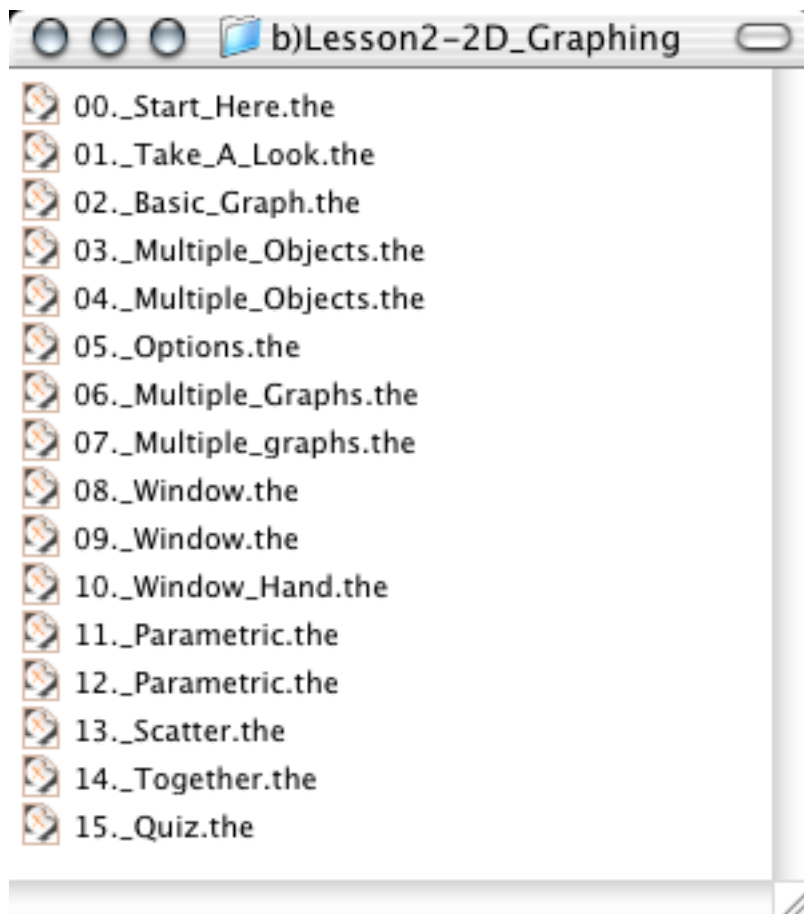 b)Lesson2-2D_Graphing
00._Start_Here.the
01._Take_A_Look.the
02._Basic_Graph.the
03._Multiple_Objects.the
04._Multiple_Objects.the
05._Options.the
06._Multiple_Graphs.the
07._Multiple_graphs.the
08._Window.the
09._Window.the
10._Window_Hand.the
11._Parametric.the
12._Parametric.the
13._Scatter.the
14._Together.the
15._Quiz.the